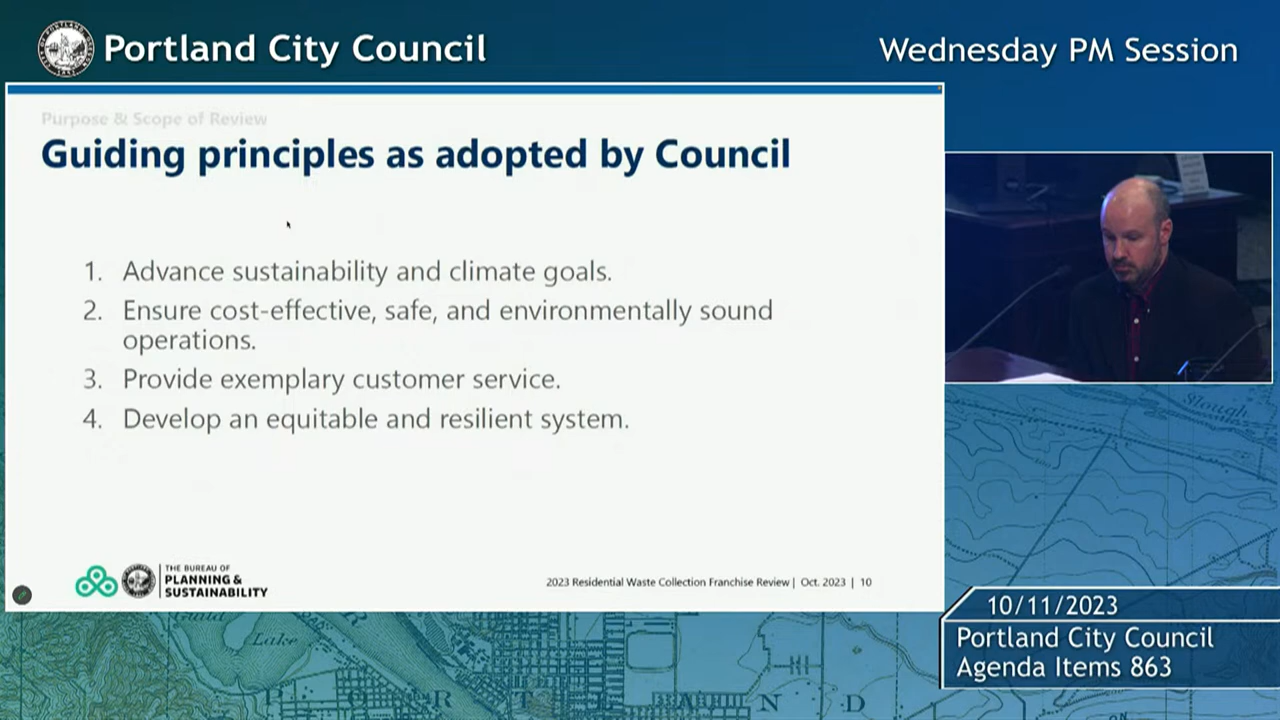 Portland City Council
Wednesday PM Session
Purpose & Scope of Review
Guiding principles as adopted by Council
1. Advance sustainability and climate goals.
2. Ensure cost-effective, safe, and environmentally sound
operations.
3. Provide exemplary customer service.
4. Develop an equitable and resilient system.
THE BUREAU OF
PLANNING &
SUSTAINABILITY
2023 Residential Waste Collection Franchise Review | Oct. 2023 | 10
Slough
10/11/2023
Portland City Council
Agenda Items 863
Guild
Lake
O R T L A N D